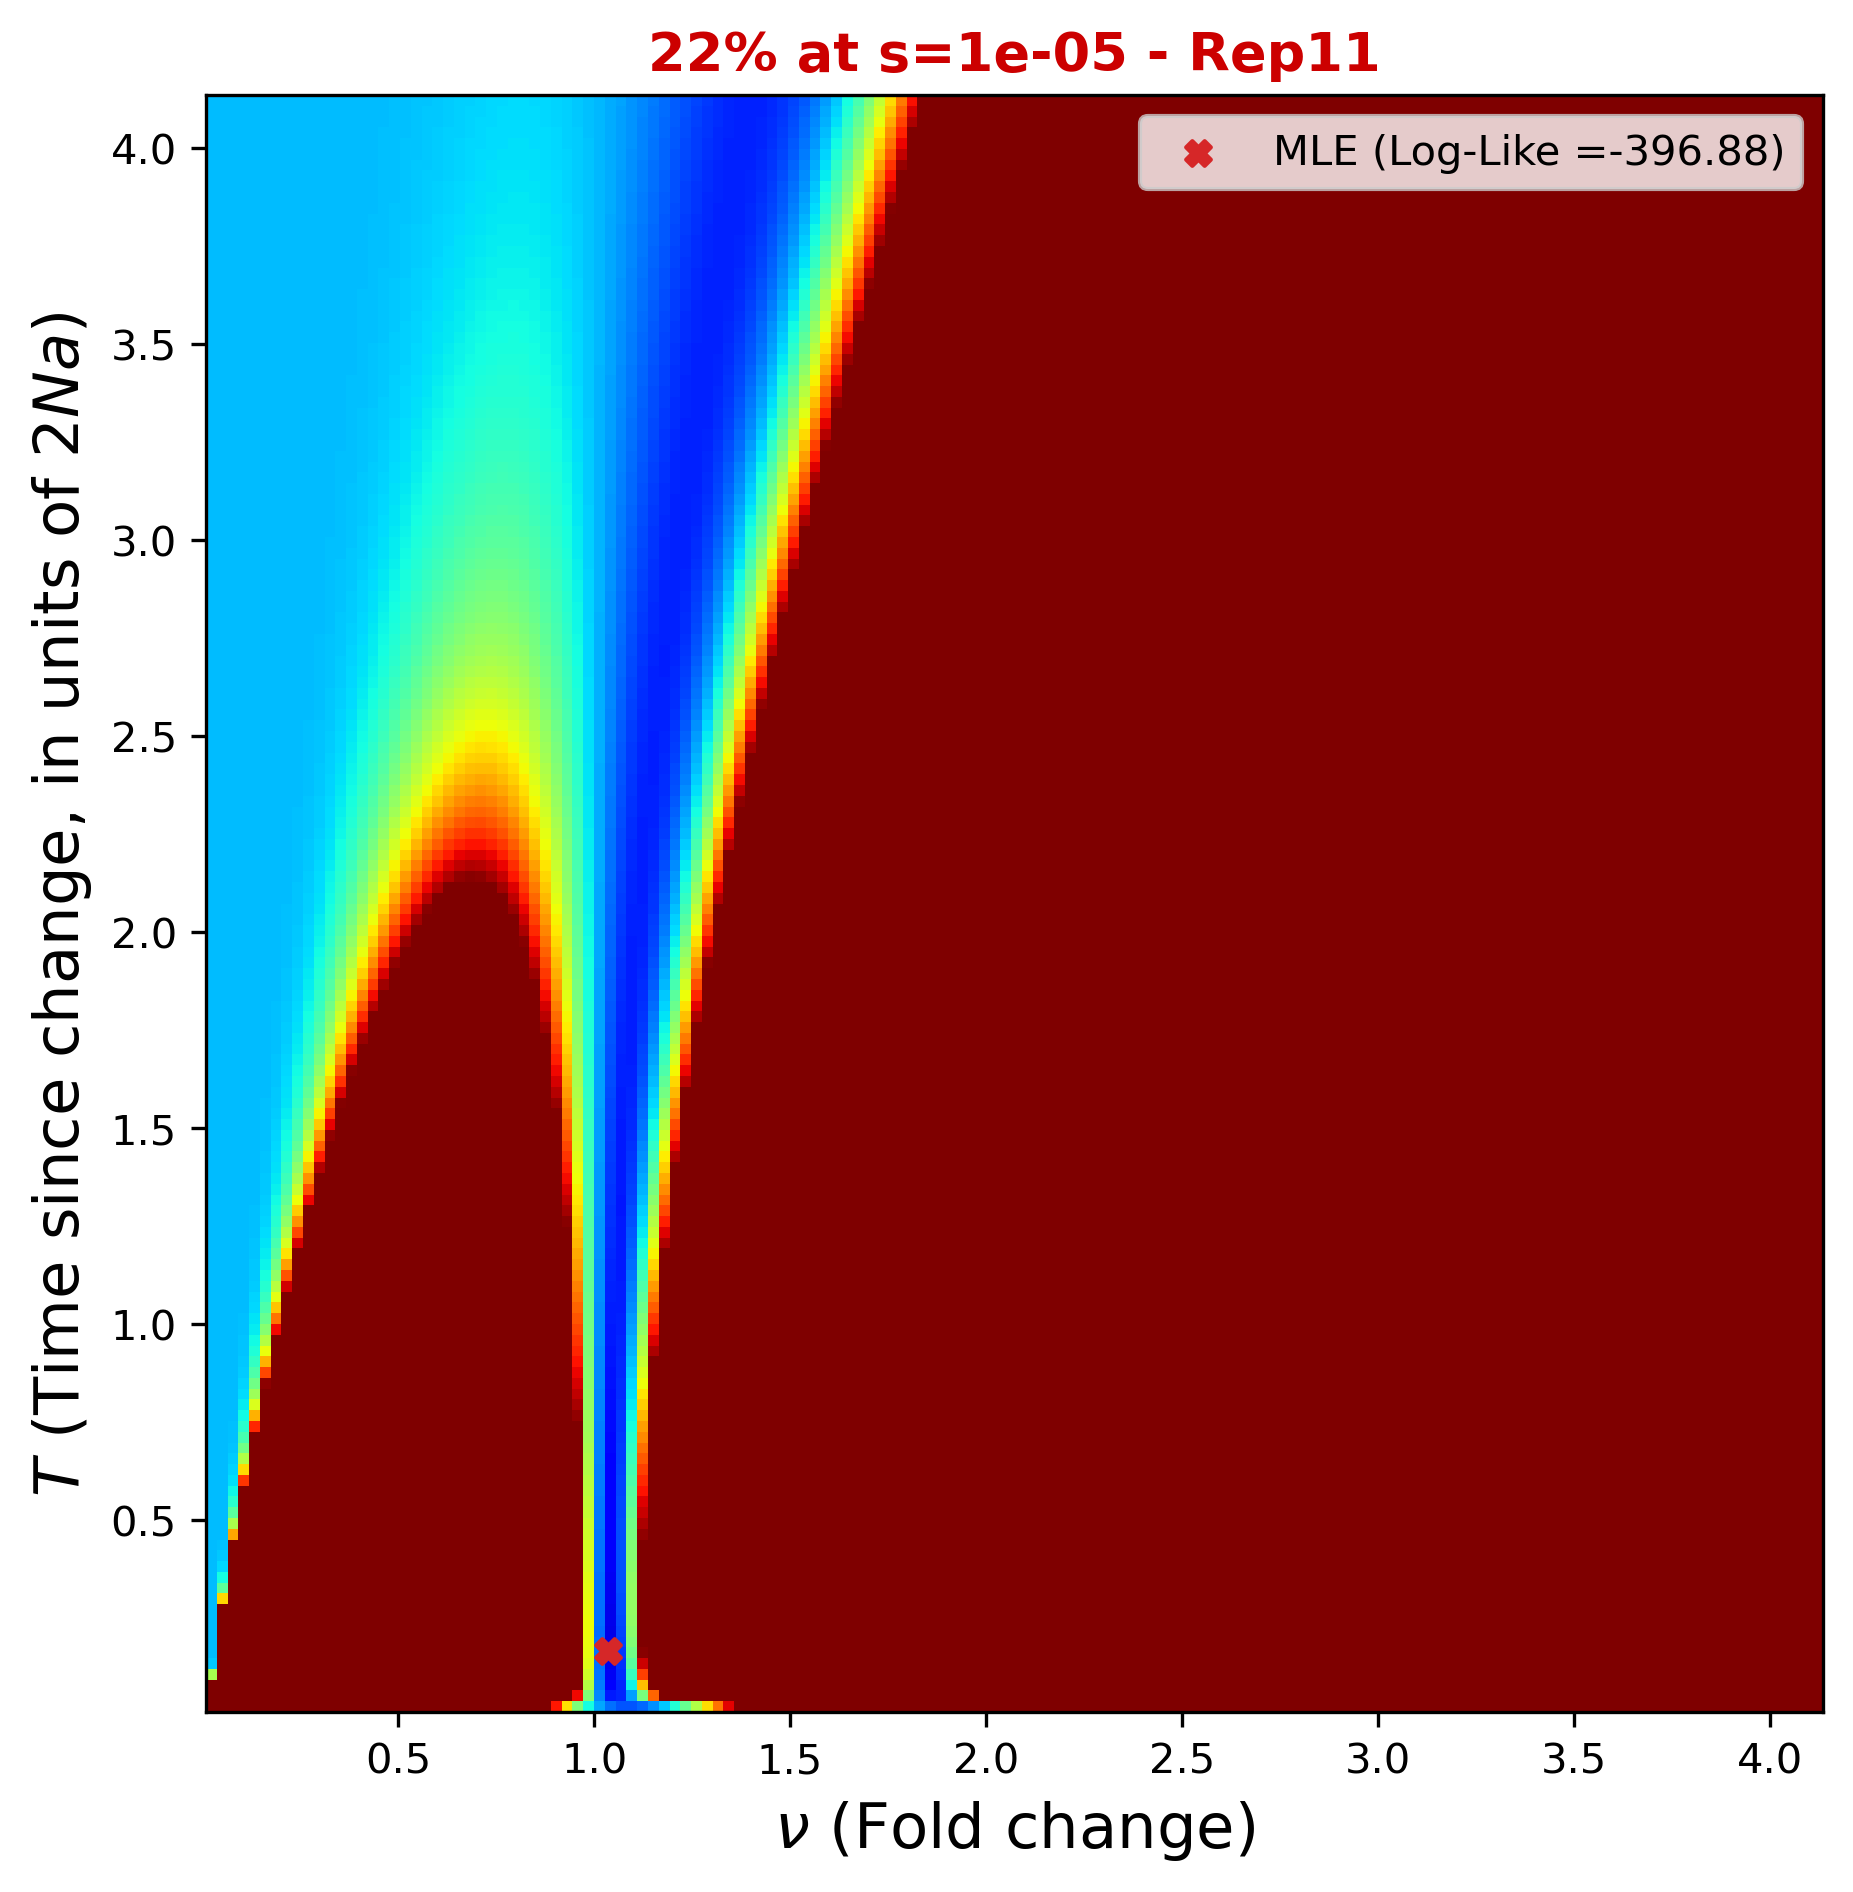 22% at s=1e-05 - Rep11
MLE (Log-Like =-396.88)
T (Time since change, in units of 2Na)
4.0
3.5
3.0
2.5
2.0
1.5
1.0
0.5
0.5 1.0 1.5 2.0 2.5 3.0 3.5 4.0
ν (Fold change)